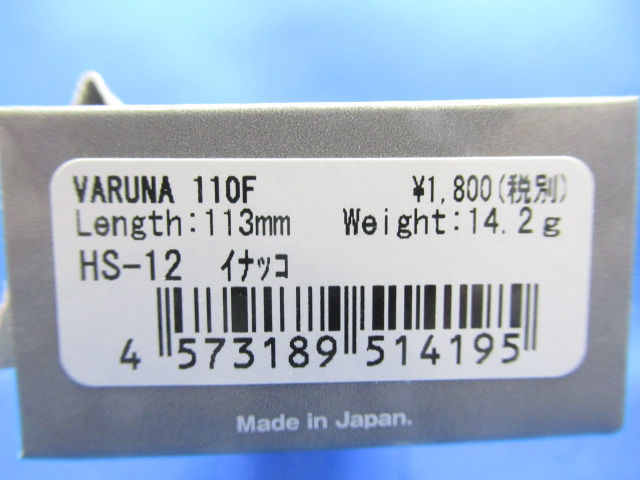 VARUNA 110F ¥1,800(税別)
Length:113mm Weight:14.2g
HS-12 ｲﾅｯｺ
4 573189 514195
Made in Japan.